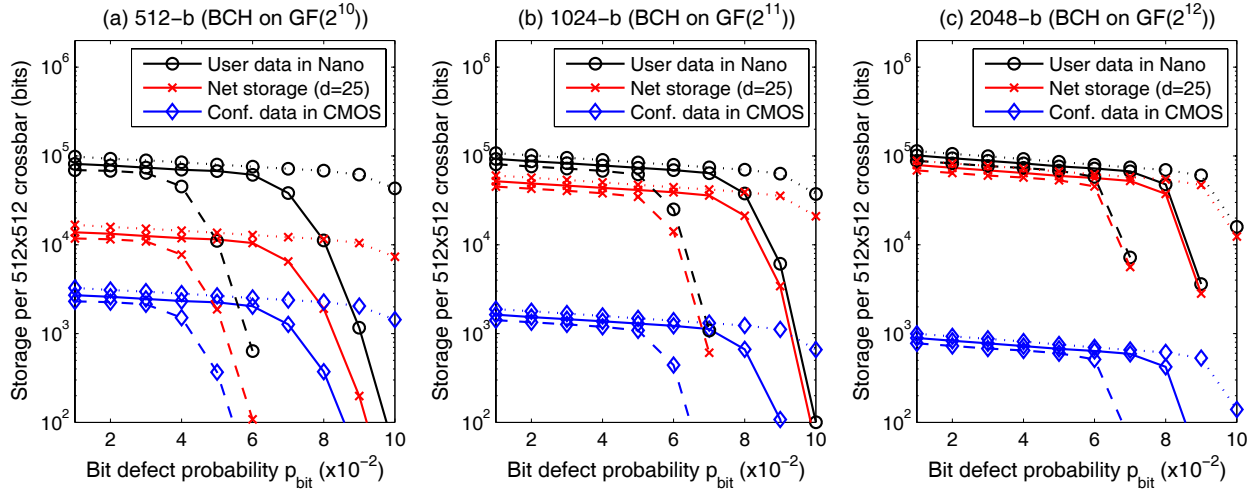 (a) 512−b (BCH on GF(2^10))
10^6
10^5
10^4
10^3
10^2
Storage per 512x512 crossbar (bits)
User data in Nano
Net storage (d=25)
Conf. data in CMOS
2 4 6 8 10
Bit defect probability p_bit (x10^-2)
(b) 1024−b (BCH on GF(2^11))
10^6
10^5
10^4
10^3
10^2
Storage per 512x512 crossbar (bits)
User data in Nano
Net storage (d=25)
Conf. data in CMOS
2 4 6 8 10
Bit defect probability p_bit (x10^-2)
(c) 2048−b (BCH on GF(2^12))
10^6
10^5
10^4
10^3
10^2
Storage per 512x512 crossbar (bits)
User data in Nano
Net storage (d=25)
Conf. data in CMOS
2 4 6 8 10
Bit defect probability p_bit (x10^-2)